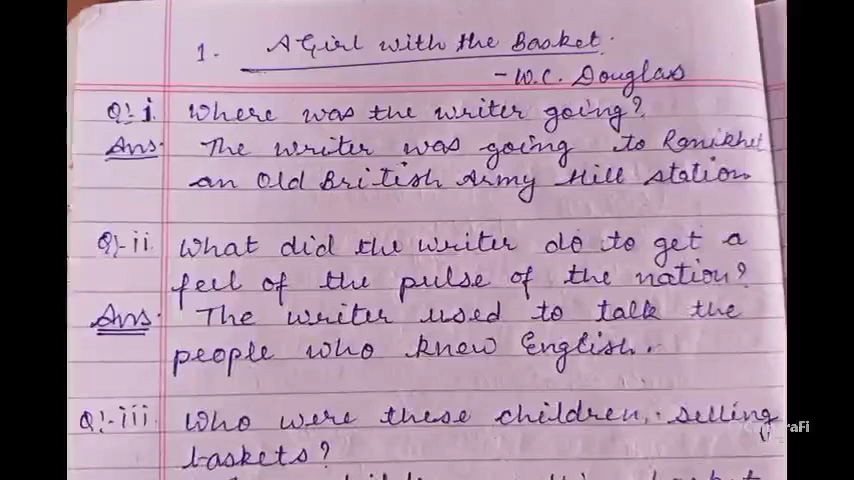 1. A Girl with the Basket.
- W.C. Douglas
Q:-i. Where was the writer going?
Ans:- The writer was going to Ranikhet
an Old British Army Hill station
Q:-ii. What did the writer do to get a
feel of the pulse of the nation?
Ans:- The writer used to talk the
people who knew English.
Q:-iii. Who were these children, selling
baskets?